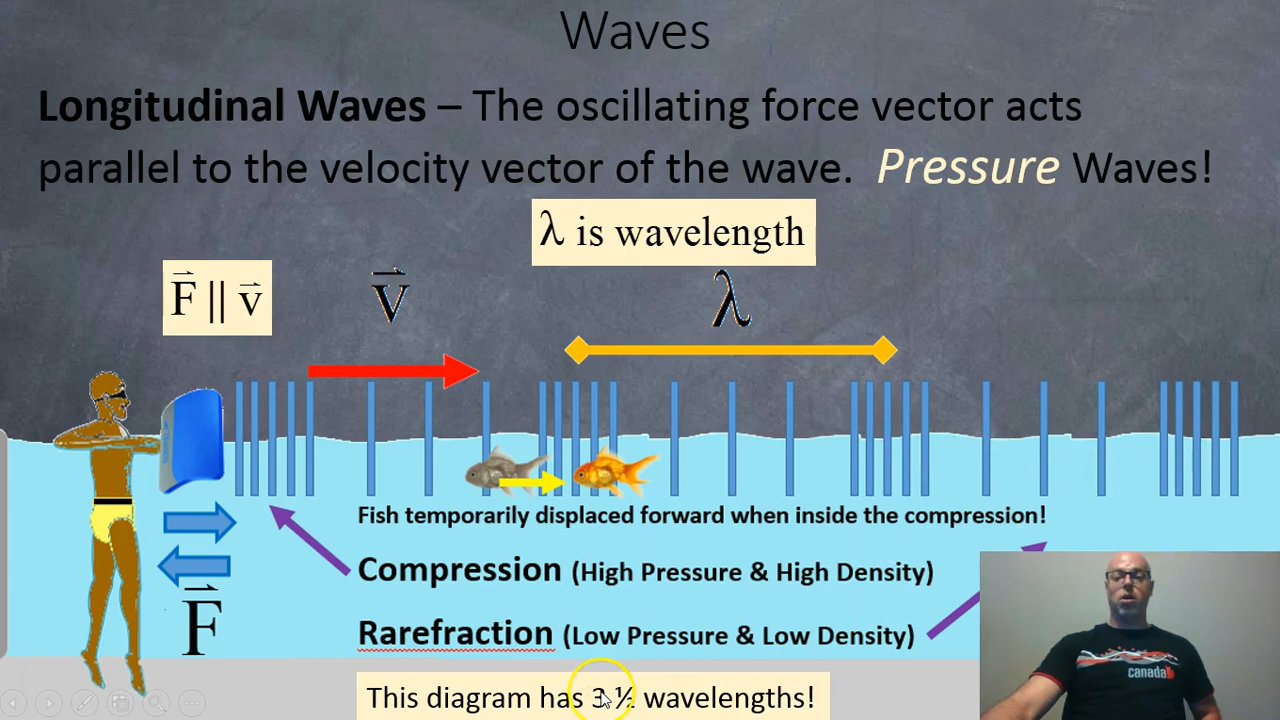 Waves
Longitudinal Waves – The oscillating force vector acts
parallel to the velocity vector of the wave. Pressure Waves!
λ is wavelength
F || v
v
λ
Fish temporarily displaced forward when inside the compression!
Compression (High Pressure & High Density)
Rarefraction (Low Pressure & Low Density)
F
This diagram has 3 ½ wavelengths!
canada